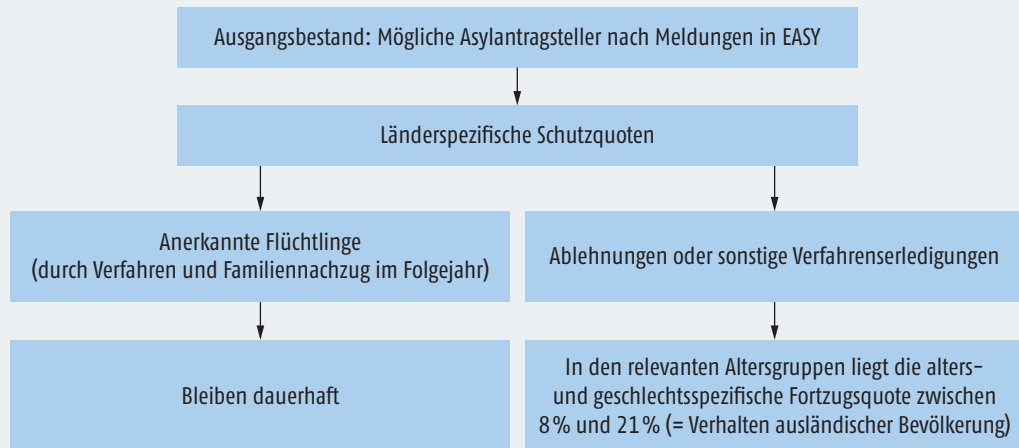 Ausgangsbestand: Mögliche Asylantragsteller nach Meldungen in EASY
Länderspezifische Schutzquoten
Anerkannte Flüchtlinge
(durch Verfahren und Familiennachzug im Folgejahr)
Ablehnungen oder sonstige Verfahrenserledigungen
Bleiben dauerhaft
In den relevanten Altersgruppen liegt die alters-
und geschlechtsspezifische Fortzugsquote zwischen
8 % und 21 % (= Verhalten ausländischer Bevölkerung)